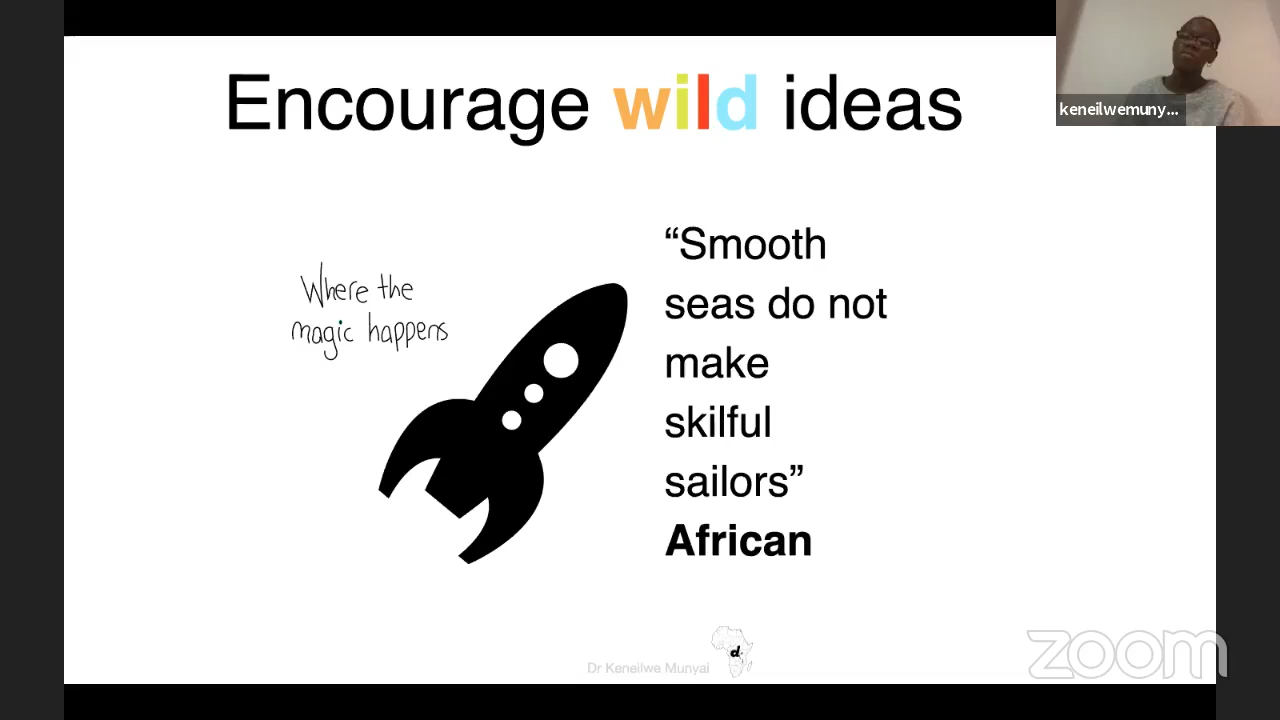 Encourage wild ideas
keneilwemuny...
Where the
magic happens
“Smooth
seas do not
make
skilful
sailors”
African
Dr Keneilwe Munyai
d.
zoom